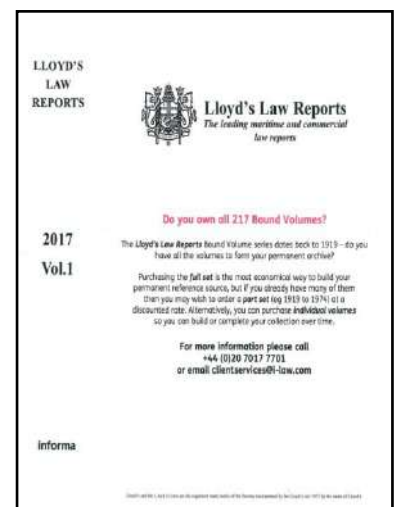 LLOYD'S
LAW
REPORTS
Lloyd's Law Reports
The leading maritime and commercial
law reports
2017
Vol.1
Do you own all 217 Bound Volumes?
The Lloyd's Law Reports bound Volume series dates back to 1919 – do you
have all the volumes to form your permanent archive?
Purchasing the full set is the most economical way to build your
permanent reference source, but if you already have many of them
then you may wish to order a part set (eg 1919 to 1974) at a
discounted rate. Alternatively, you can purchase individual volumes
so you can build or complete your collection over time.
For more information please call
+44 (0)20 7017 7701
or email clientservices@i-law.com
informa